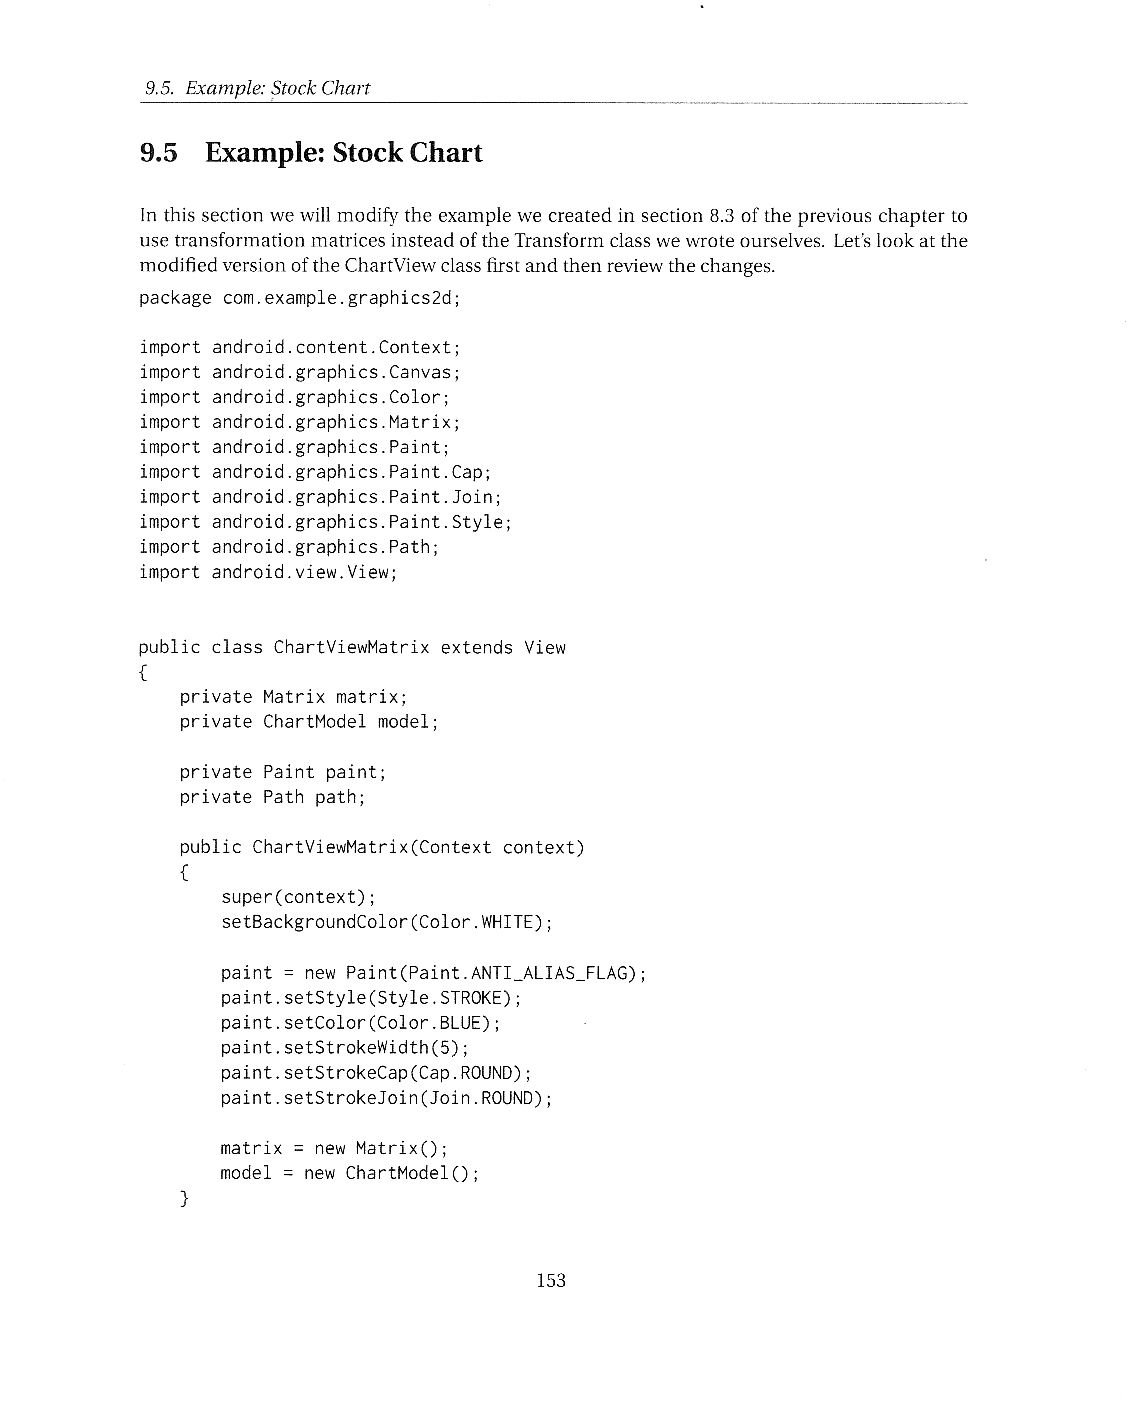 9.5. Example: Stock Chart
9.5 Example: Stock Chart
In this section we will modify the example we created in section 8.3 of the previous chapter to
use transformation matrices instead of the Transform class we wrote ourselves. Let's look at the
modified version of the ChartView class first and then review the changes.
package com.example.graphics2d;
import android.content.Context;
import android.graphics.Canvas;
import android.graphics.Color;
import android.graphics.Matrix;
import android.graphics.Paint;
import android.graphics.Paint.Cap;
import android.graphics.Paint.Join;
import android.graphics.Paint.Style;
import android.graphics.Path;
import android.view.View;
public class ChartViewMatrix extends View
{
    private Matrix matrix;
    private ChartModel model;
    private Paint paint;
    private Path path;
    public ChartViewMatrix(Context context)
    {
        super(context);
        setBackgroundColor(Color.WHITE);
        paint = new Paint(Paint.ANTI_ALIAS_FLAG);
        paint.setStyle(Style.STROKE);
        paint.setColor(Color.BLUE);
        paint.setStrokeWidth(5);
        paint.setStrokeCap(Cap.ROUND);
        paint.setStrokeJoin(Join.ROUND);
        matrix = new Matrix();
        model = new ChartModel();
    }
153